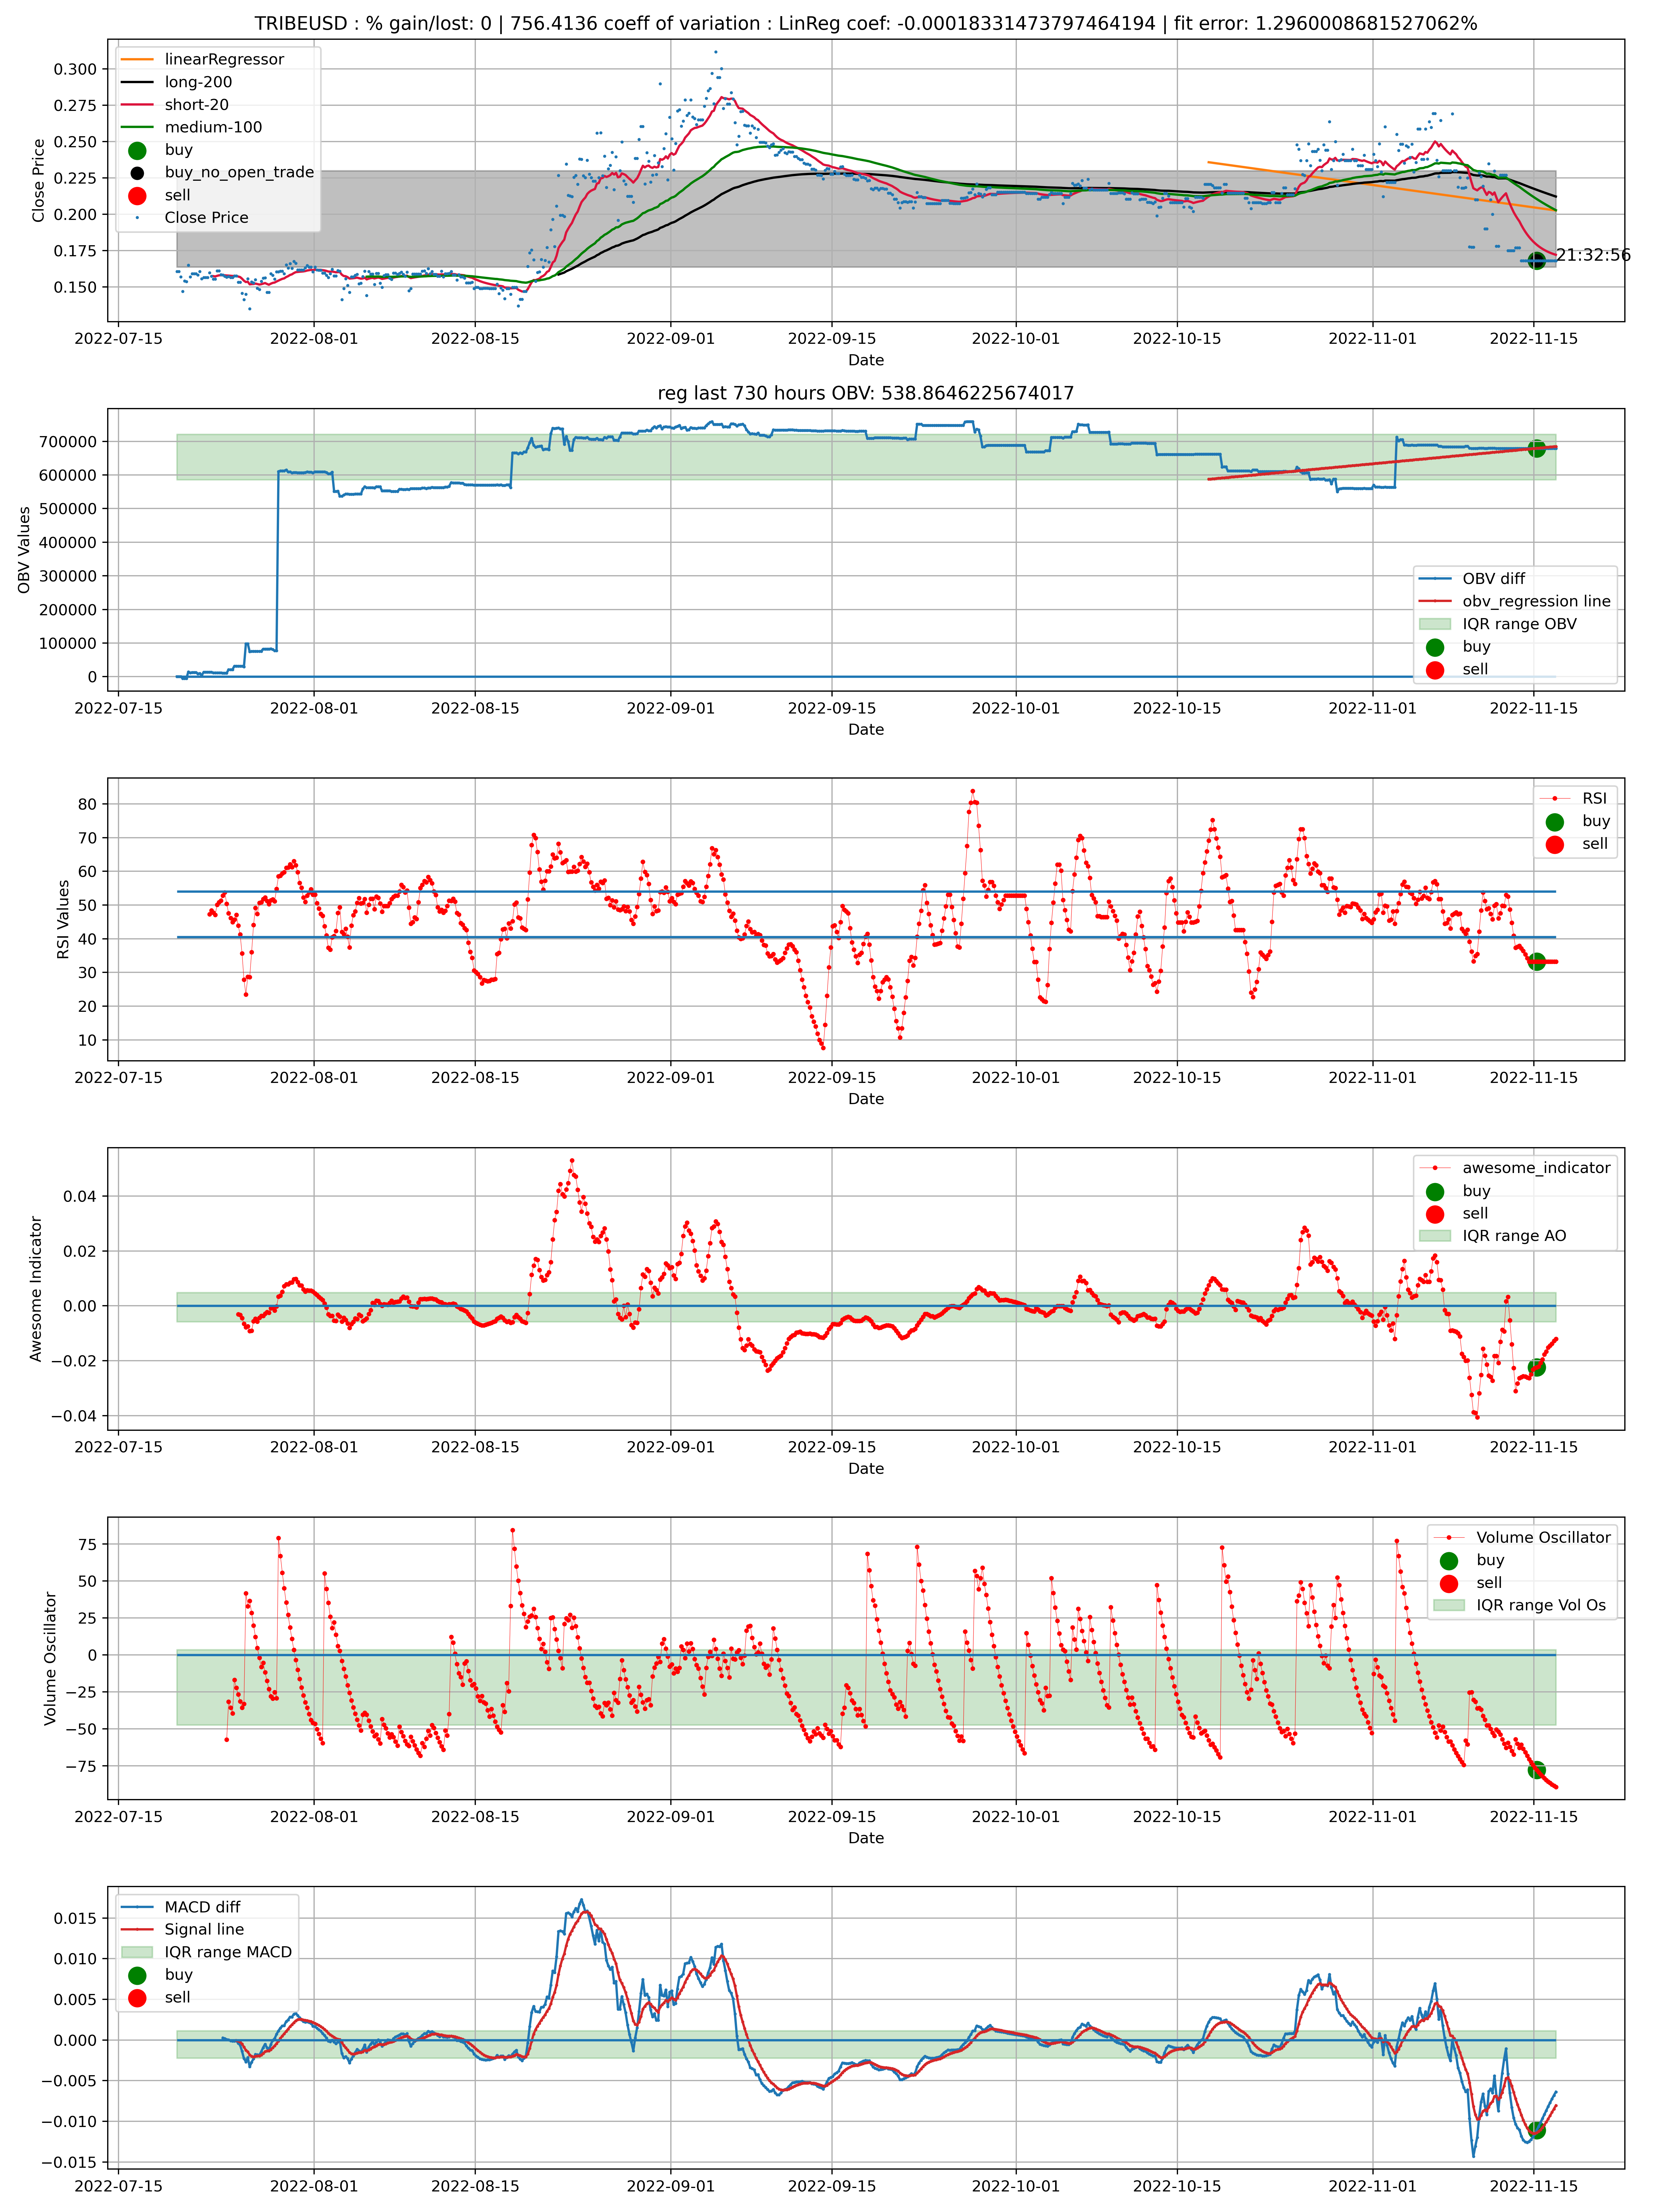 TRIBEUSD : % gain/lost: 0 | 756.4136 coeff of variation : LinReg coef: -0.00018331473797464194 | fit error: 1.2960008681527062%
linearRegressor
long-200
short-20
medium-100
buy
buy_no_open_trade
sell
Close Price
Close Price
0.300
0.275
0.250
0.225
0.200
0.175
0.150
21:32:56
2022-07-15 2022-08-01 2022-08-15 2022-09-01 2022-09-15 2022-10-01 2022-10-15 2022-11-01 2022-11-15
Date
reg last 730 hours OBV: 538.8646225674017
OBV Values
700000
600000
500000
400000
300000
200000
100000
0
OBV diff
obv_regression line
IQR range OBV
buy
sell
2022-07-15 2022-08-01 2022-08-15 2022-09-01 2022-09-15 2022-10-01 2022-10-15 2022-11-01 2022-11-15
Date
RSI Values
80
70
60
50
40
30
20
10
RSI
buy
sell
2022-07-15 2022-08-01 2022-08-15 2022-09-01 2022-09-15 2022-10-01 2022-10-15 2022-11-01 2022-11-15
Date
Awesome Indicator
0.04
0.02
0.00
−0.02
−0.04
awesome_indicator
buy
sell
IQR range AO
2022-07-15 2022-08-01 2022-08-15 2022-09-01 2022-09-15 2022-10-01 2022-10-15 2022-11-01 2022-11-15
Date
Volume Oscillator
75
50
25
0
−25
−50
−75
Volume Oscillator
buy
sell
IQR range Vol Os
2022-07-15 2022-08-01 2022-08-15 2022-09-01 2022-09-15 2022-10-01 2022-10-15 2022-11-01 2022-11-15
Date
0.015
0.010
0.005
0.000
−0.005
−0.010
−0.015
MACD diff
Signal line
IQR range MACD
buy
sell
2022-07-15 2022-08-01 2022-08-15 2022-09-01 2022-09-15 2022-10-01 2022-10-15 2022-11-01 2022-11-15